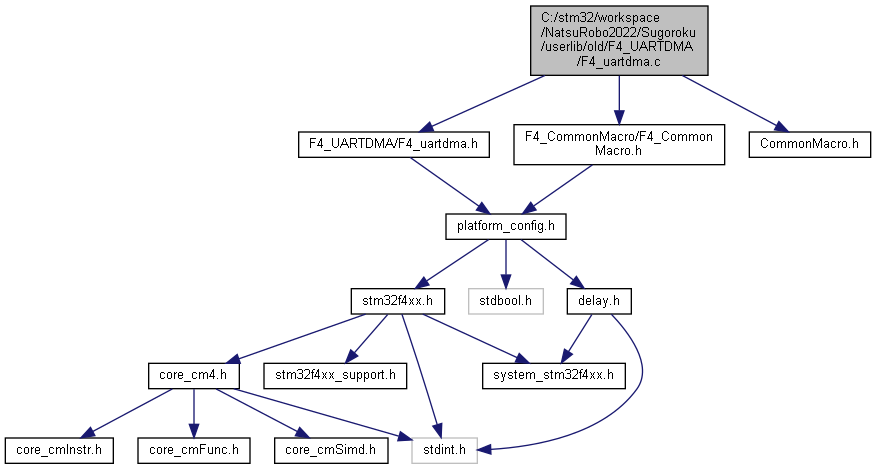 C:/stm32/workspace
/NatsuRobo2022/Sugoroku
/userlib/old/F4_UARTDMA
/F4_uartdma.c
F4_UARTDMA/F4_uartdma.h
F4_CommonMacro/F4_Common
Macro.h
CommonMacro.h
platform_config.h
stm32f4xx.h
stdbool.h
delay.h
core_cm4.h
stm32f4xx_support.h
system_stm32f4xx.h
core_cmInstr.h
core_cmFunc.h
core_cmSimd.h
stdint.h